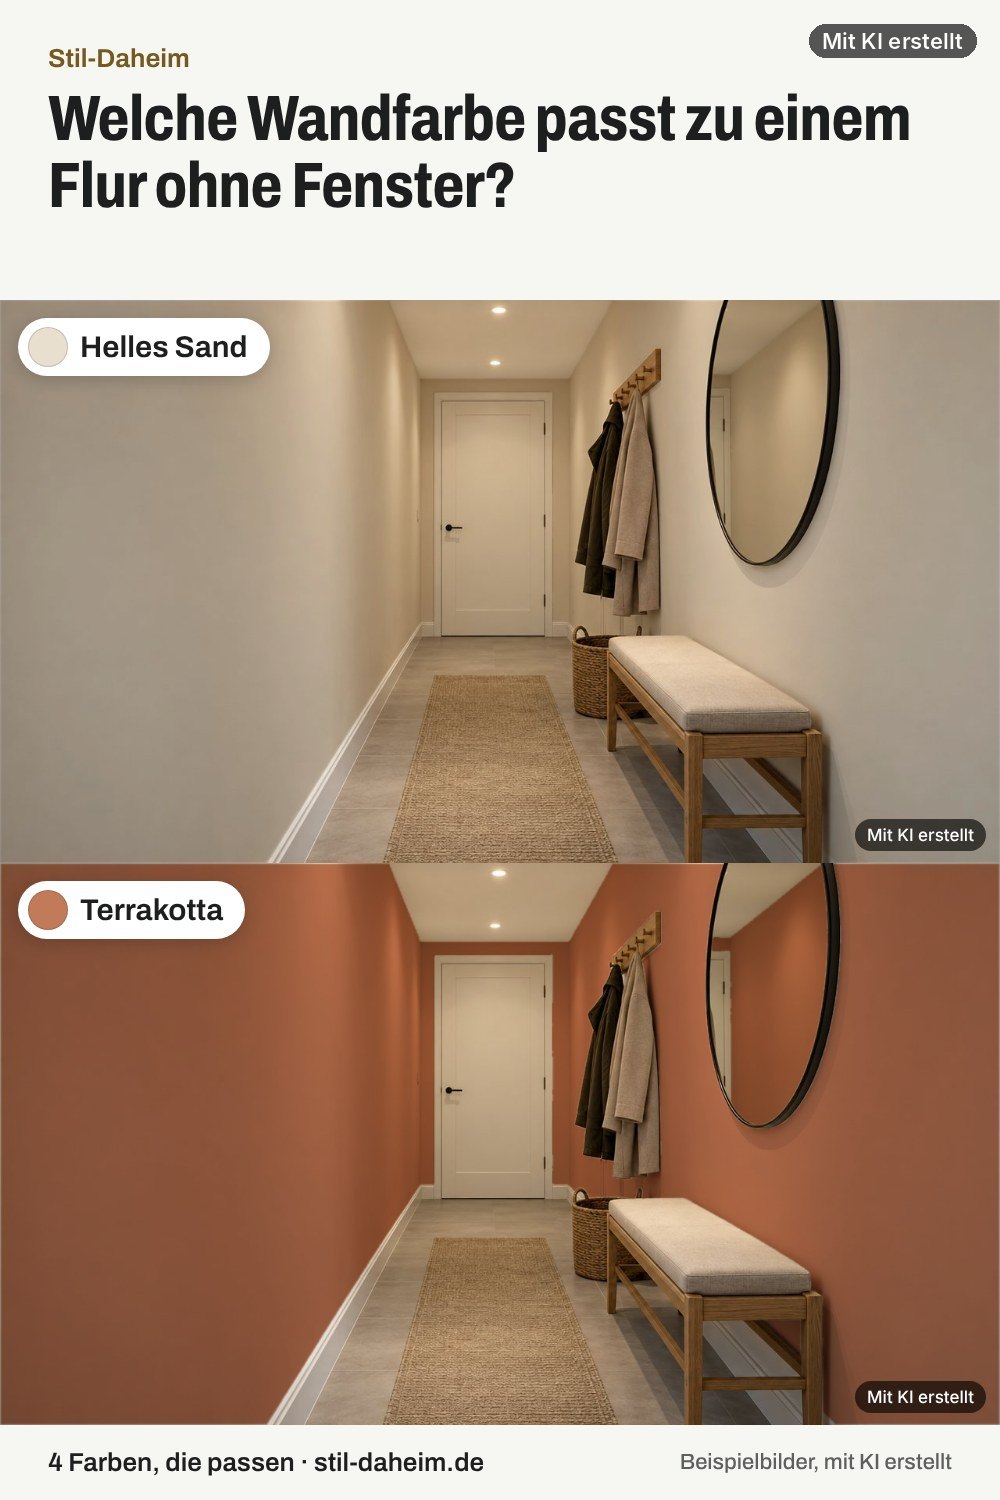 Mit KI erstellt
Stil-Daheim
Welche Wandfarbe passt zu einem
Flur ohne Fenster?
Helles Sand
Mit KI erstellt
Terrakotta
Mit KI erstellt
4 Farben, die passen · stil-daheim.de
Beispielbilder, mit KI erstellt